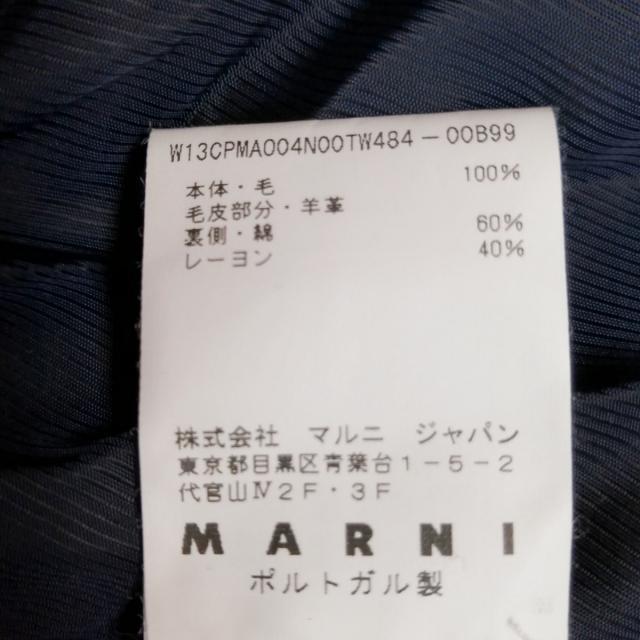 W13CPMA004N00TW484-00B99
本体・毛 100%
毛皮部分・羊革
裏側・綿 60%
レーヨン 40%
株式会社 マルニ ジャパン
東京都目黒区青葉台1-5-2
代官山Ⅳ2F・3F
MARNI
ポルトガル製